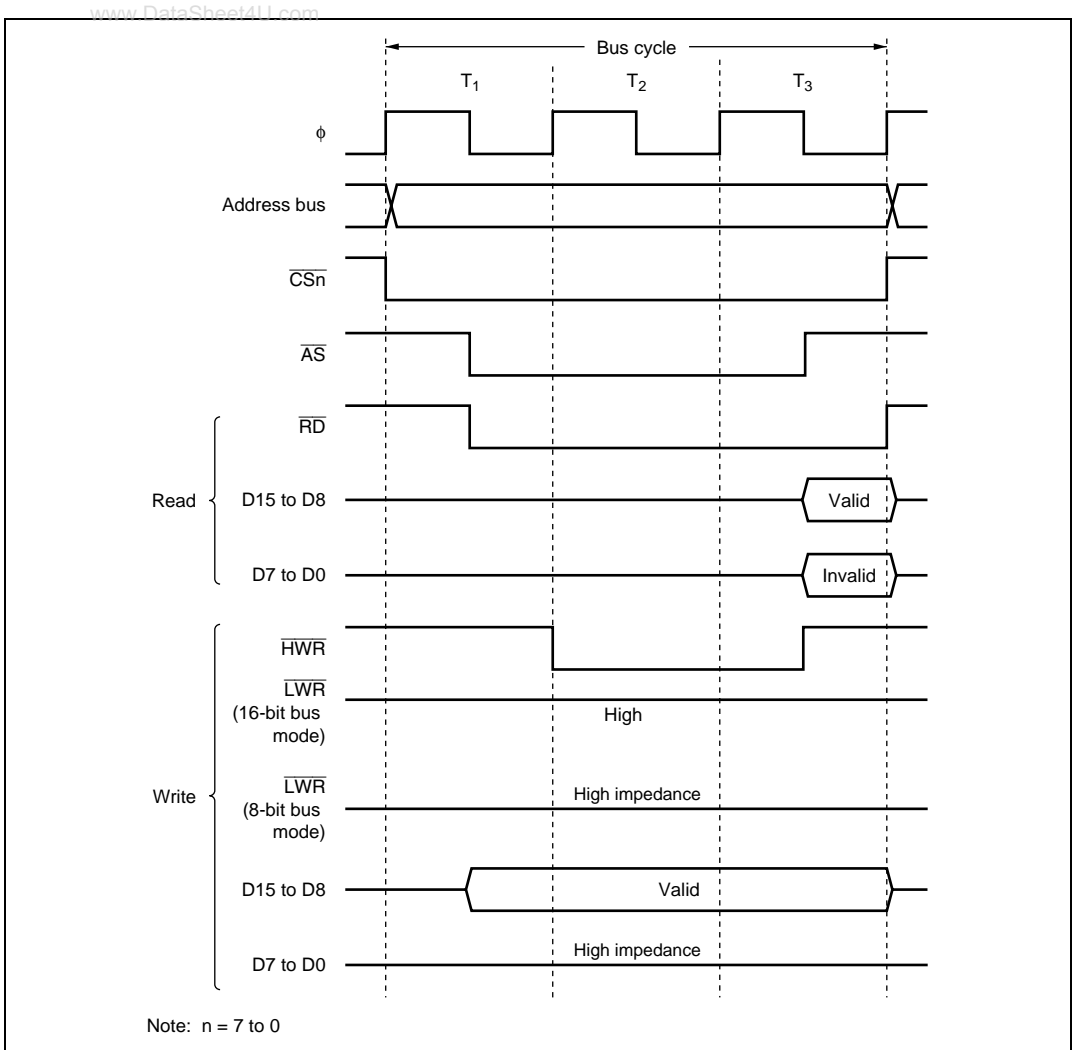 www.DataSheet4U.com
Bus cycle
T1 T2 T3
ϕ
Address bus
CSn
AS
RD
Read
D15 to D8 Valid
D7 to D0 Invalid
HWR
LWR
(16-bit bus
mode)
High
Write
LWR
(8-bit bus
mode)
High impedance
D15 to D8 Valid
D7 to D0 High impedance
Note: n = 7 to 0